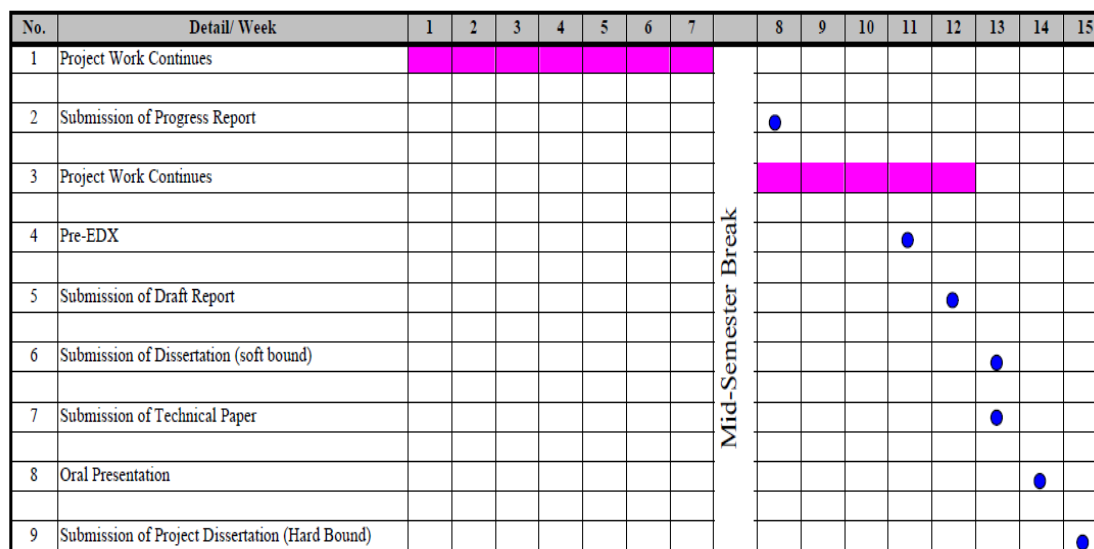 No. Detail/ Week 1 2 3 4 5 6 7 8 9 10 11 12 13 14 15
1 Project Work Continues
2 Submission of Progress Report
3 Project Work Continues
4 Pre-EDX
5 Submission of Draft Report
6 Submission of Dissertation (soft bound)
7 Submission of Technical Paper
8 Oral Presentation
9 Submission of Project Dissertation (Hard Bound)
Mid-Semester Break